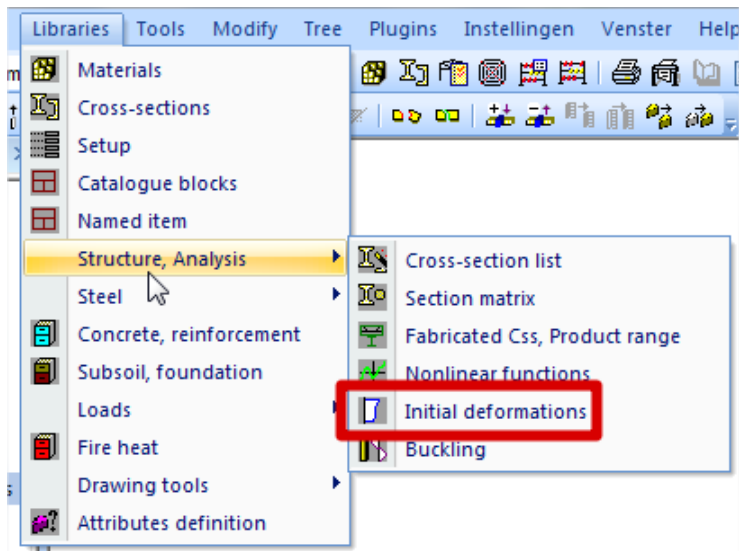 Libraries Tools Modify Tree Plugins Instellingen Venster Help
Materials
Cross-sections
Setup
Catalogue blocks
Named item
Structure, Analysis
Steel
Concrete, reinforcement
Subsoil, foundation
Loads
Fire heat
Drawing tools
Attributes definition
Cross-section list
Section matrix
Fabricated Css, Product range
Nonlinear functions
Initial deformations
Buckling